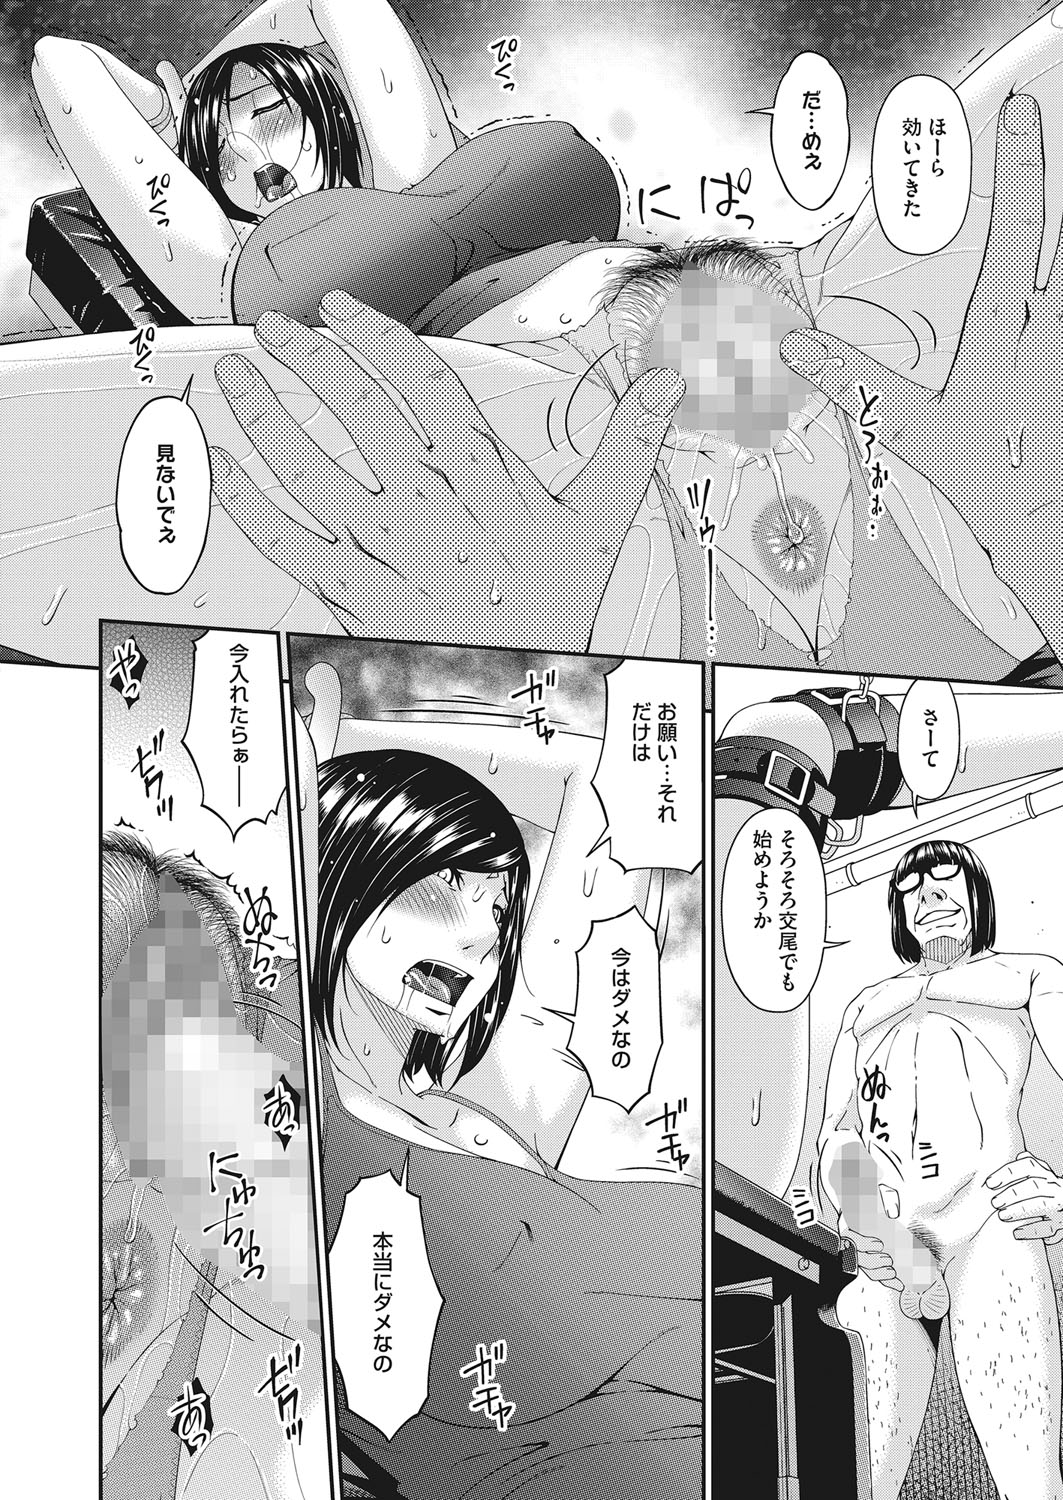 ほーら
効いてきた
だ…めぇ
ぴくっ
ぴくっ
ぴくっ
にぱっ
見ないでぇ
とろぉぉ‥
ツゥーー‥
さーて
そろそろ交尾でも
始めようか
ぬんっ
ミコ
ミコ
お願い…それ
だけは
ガチャ
今はダメなの
ガチャ
本当にダメなの
ガチャ
今入れたらぁ――
やっ
ビクッ
ぬちっ
あっ
にゅちゅっ
ビクッ
あっ